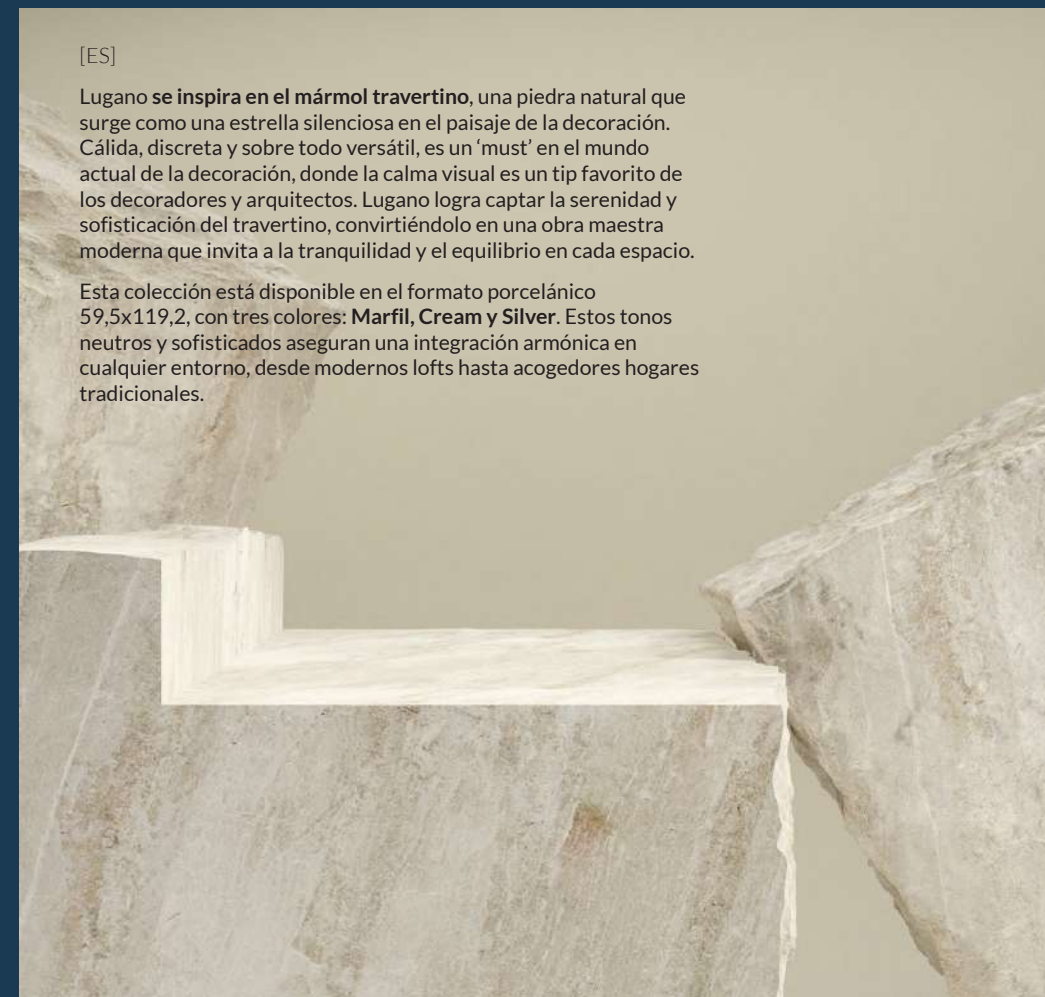 [ES]
Lugano se inspira en el mármol travertino, una piedra natural que
surge como una estrella silenciosa en el paisaje de la decoración.
Cálida, discreta y sobre todo versátil, es un ‘must’ en el mundo
actual de la decoración, donde la calma visual es un tip favorito de
los decoradores y arquitectos. Lugano logra captar la serenidad y
sofisticación del travertino, convirtiéndolo en una obra maestra
moderna que invita a la tranquilidad y el equilibrio en cada espacio.
Esta colección está disponible en el formato porcelánico
59,5x119,2, con tres colores: Marfil, Cream y Silver. Estos tonos
neutros y sofisticados aseguran una integración armónica en
cualquier entorno, desde modernos lofts hasta acogedores hogares
tradicionales.